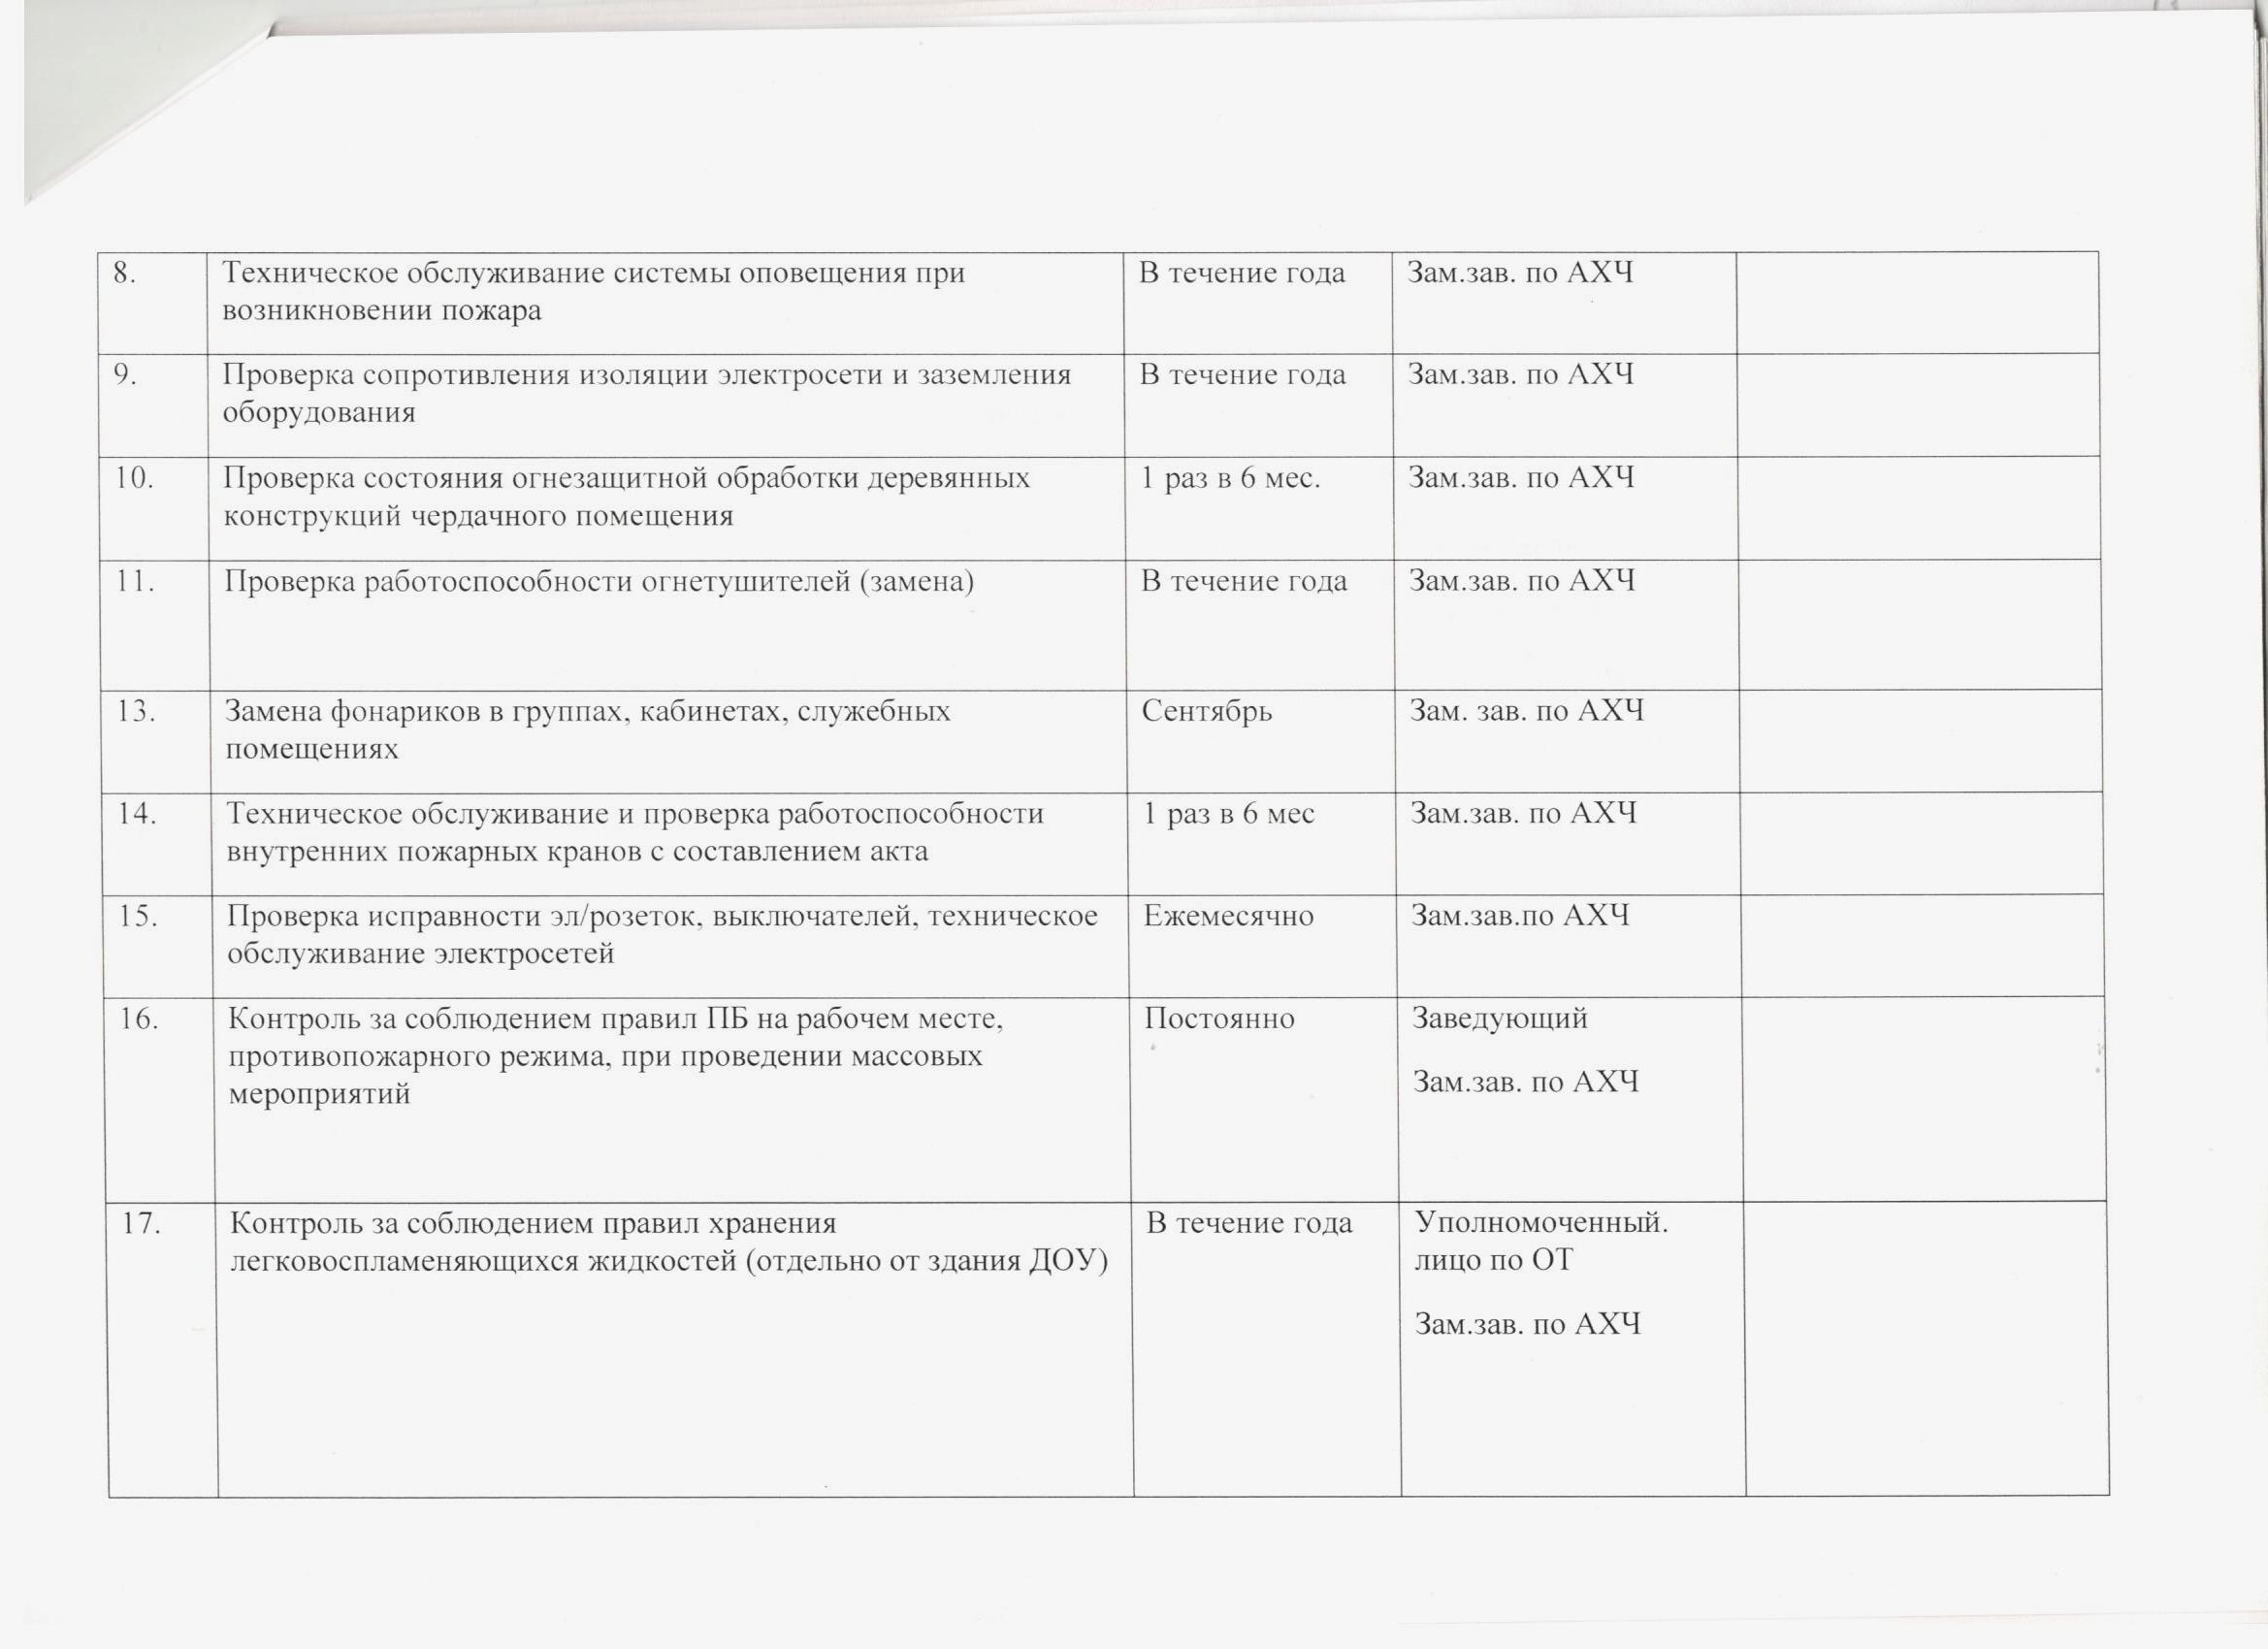 8.
Техническое обслуживание системы оповещения при
возникновении пожара
В течение года
Зам.зав. по АХЧ
9.
Проверка сопротивления изоляции электросети и заземления
оборудования
В течение года
Зам.зав. по АХЧ
10.
Проверка состояния огнезащитной обработки деревянных
конструкций чердачного помещения
1 раз в 6 мес.
Зам.зав. по АХЧ
11.
Проверка работоспособности огнетушителей (замена)
В течение года
Зам.зав. по АХЧ
13.
Замена фонариков в группах, кабинетах, служебных
помещениях
Сентябрь
Зам. зав. по АХЧ
14.
Техническое обслуживание и проверка работоспособности
внутренних пожарных кранов с составлением акта
1 раз в 6 мес
Зам.зав. по АХЧ
15.
Проверка исправности эл/розеток, выключателей, техническое
обслуживание электросетей
Ежемесячно
Зам.зав.по АХЧ
16.
Контроль за соблюдением правил ПБ на рабочем месте,
противопожарного режима, при проведении массовых
мероприятий
Постоянно
Заведующий
Зам.зав. по АХЧ
17.
Контроль за соблюдением правил хранения
легковоспламеняющихся жидкостей (отдельно от здания ДОУ)
В течение года
Уполномоченный.
лицо по ОТ
Зам.зав. по АХЧ